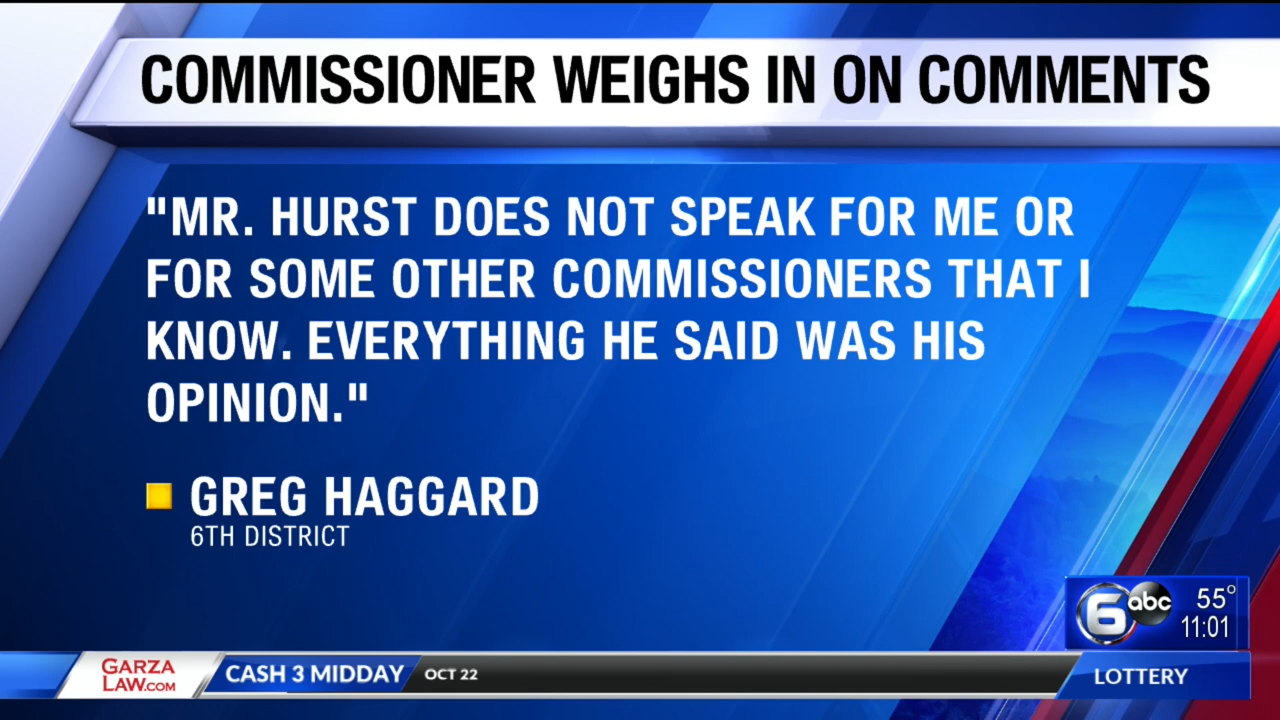 COMMISSIONER WEIGHS IN ON COMMENTS
"MR. HURST DOES NOT SPEAK FOR ME OR
FOR SOME OTHER COMMISSIONERS THAT I
KNOW. EVERYTHING HE SAID WAS HIS
OPINION."
GREG HAGGARD
6TH DISTRICT
6 abc 55°
11:01
GARZA
LAW.COM
CASH 3 MIDDAY OCT 22
LOTTERY